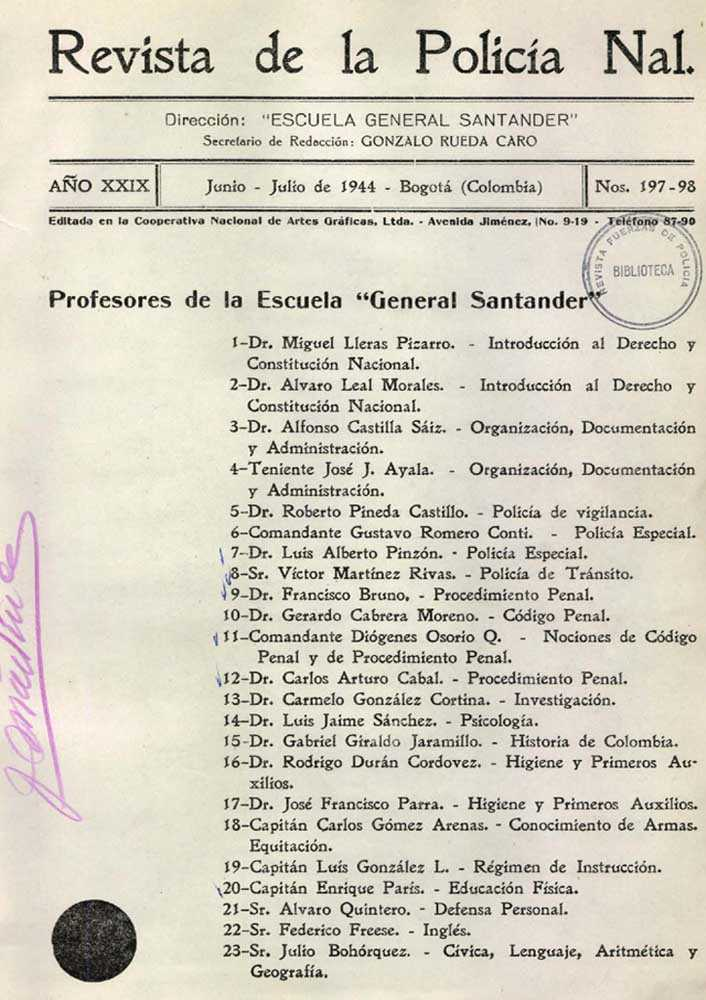 Revista de la Policía Nal.
Dirección: "ESCUELA GENERAL SANTANDER"
Secretario de Redacción: GONZALO RUEDA CARO
AÑO XXIX
Junio - Julio de 1944 - Bogotá (Colombia)
Nos. 197-98
Editada en la Cooperativa Nacional de Artes Gráficas, Ltda. - Avenida Jiménez, No. 9-19 - Teléfono 87-90
REVISTA FUERZAS DE POLICIA
BIBLIOTECA
Profesores de la Escuela "General Santander"
1-Dr. Miguel Lleras Pizarro. - Introducción al Derecho y
Constitución Nacional.
2-Dr. Alvaro Leal Morales. - Introducción al Derecho y
Constitución Nacional.
3-Dr. Alfonso Castilla Sáiz. - Organización, Documentación
y Administración.
4-Teniente José J. Ayala. - Organización, Documentación
y Administración.
5-Dr. Roberto Pineda Castillo. - Policía de vigilancia.
6-Comandante Gustavo Romero Conti. - Policía Especial.
7-Dr. Luis Alberto Pinzón. - Policía Especial.
8-Sr. Víctor Martínez Rivas. - Policía de Tránsito.
9-Dr. Francisco Bruno. - Procedimiento Penal.
10-Dr. Gerardo Cabrera Moreno. - Código Penal.
11-Comandante Diógenes Osorio Q. - Nociones de Código
Penal y de Procedimiento Penal.
12-Dr. Carlos Arturo Cabal. - Procedimiento Penal.
13-Dr. Carmelo González Cortina. - Investigación.
14-Dr. Luis Jaime Sánchez. - Psicología.
15-Dr. Gabriel Giraldo Jaramillo. - Historia de Colombia.
16-Dr. Rodrigo Durán Cordovez. - Higiene y Primeros Au-
xilios.
17-Dr. José Francisco Parra. - Higiene y Primeros Auxilios.
18-Capitán Carlos Gómez Arenas. - Conocimiento de Armas.
Equitación.
19-Capitán Luís González L. - Régimen de Instrucción.
20-Capitán Enrique París. - Educación Física.
21-Sr. Alvaro Quintero. - Defensa Personal.
22-Sr. Federico Freese. - Inglés.
23-Sr. Julio Bohórquez. - Cívica, Lenguaje, Aritmética y
Geografía.